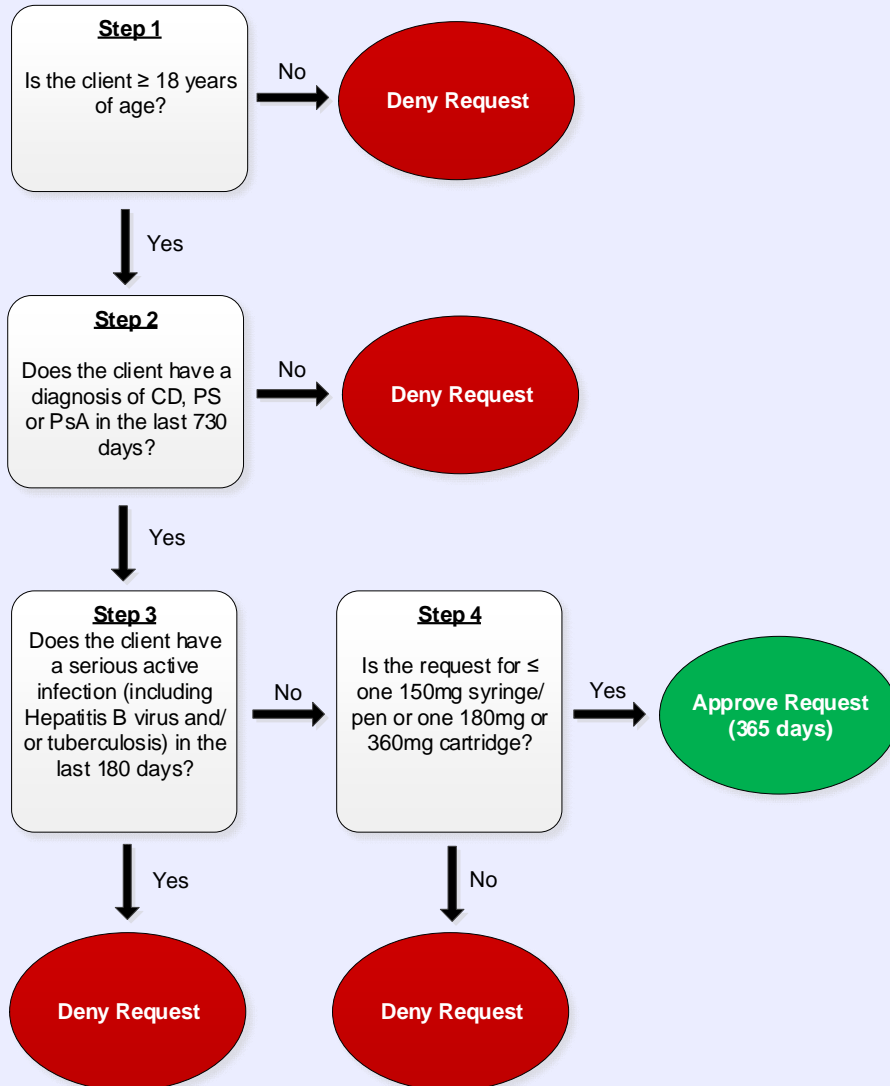 Step 1
Is the client ≥ 18 years
of age?
No
Deny Request
Yes
Step 2
Does the client have a
diagnosis of CD, PS
or PsA in the last 730
days?
No
Deny Request
Yes
Step 3
Does the client have
a serious active
infection (including
Hepatitis B virus and/
or tuberculosis) in the
last 180 days?
No
Step 4
Is the request for ≤
one 150mg syringe/
pen or one 180mg or
360mg cartridge?
Yes
Approve Request
(365 days)
Yes
No
Deny Request
Deny Request